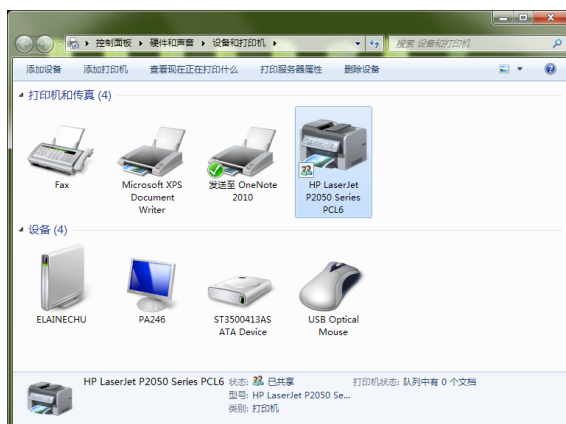 控制面板 ▸ 硬件和声音 ▸ 设备和打印机 ▸
搜索 设备和打印机
添加设备 添加打印机 查看现在正在打印什么 打印服务器属性 删除设备
打印机和传真 (4)
Fax
Microsoft XPS
Document
Writer
发送至 OneNote
2010
HP LaserJet
P2050 Series
PCL6
设备 (4)
ELAINECHU
PA246
ST3500413AS
ATA Device
USB Optical
Mouse
HP LaserJet P2050 Series PCL6 状态: 已共享 打印机状态: 队列中有 0 个文档
型号: HP LaserJet P2050 Se...
类别: 打印机